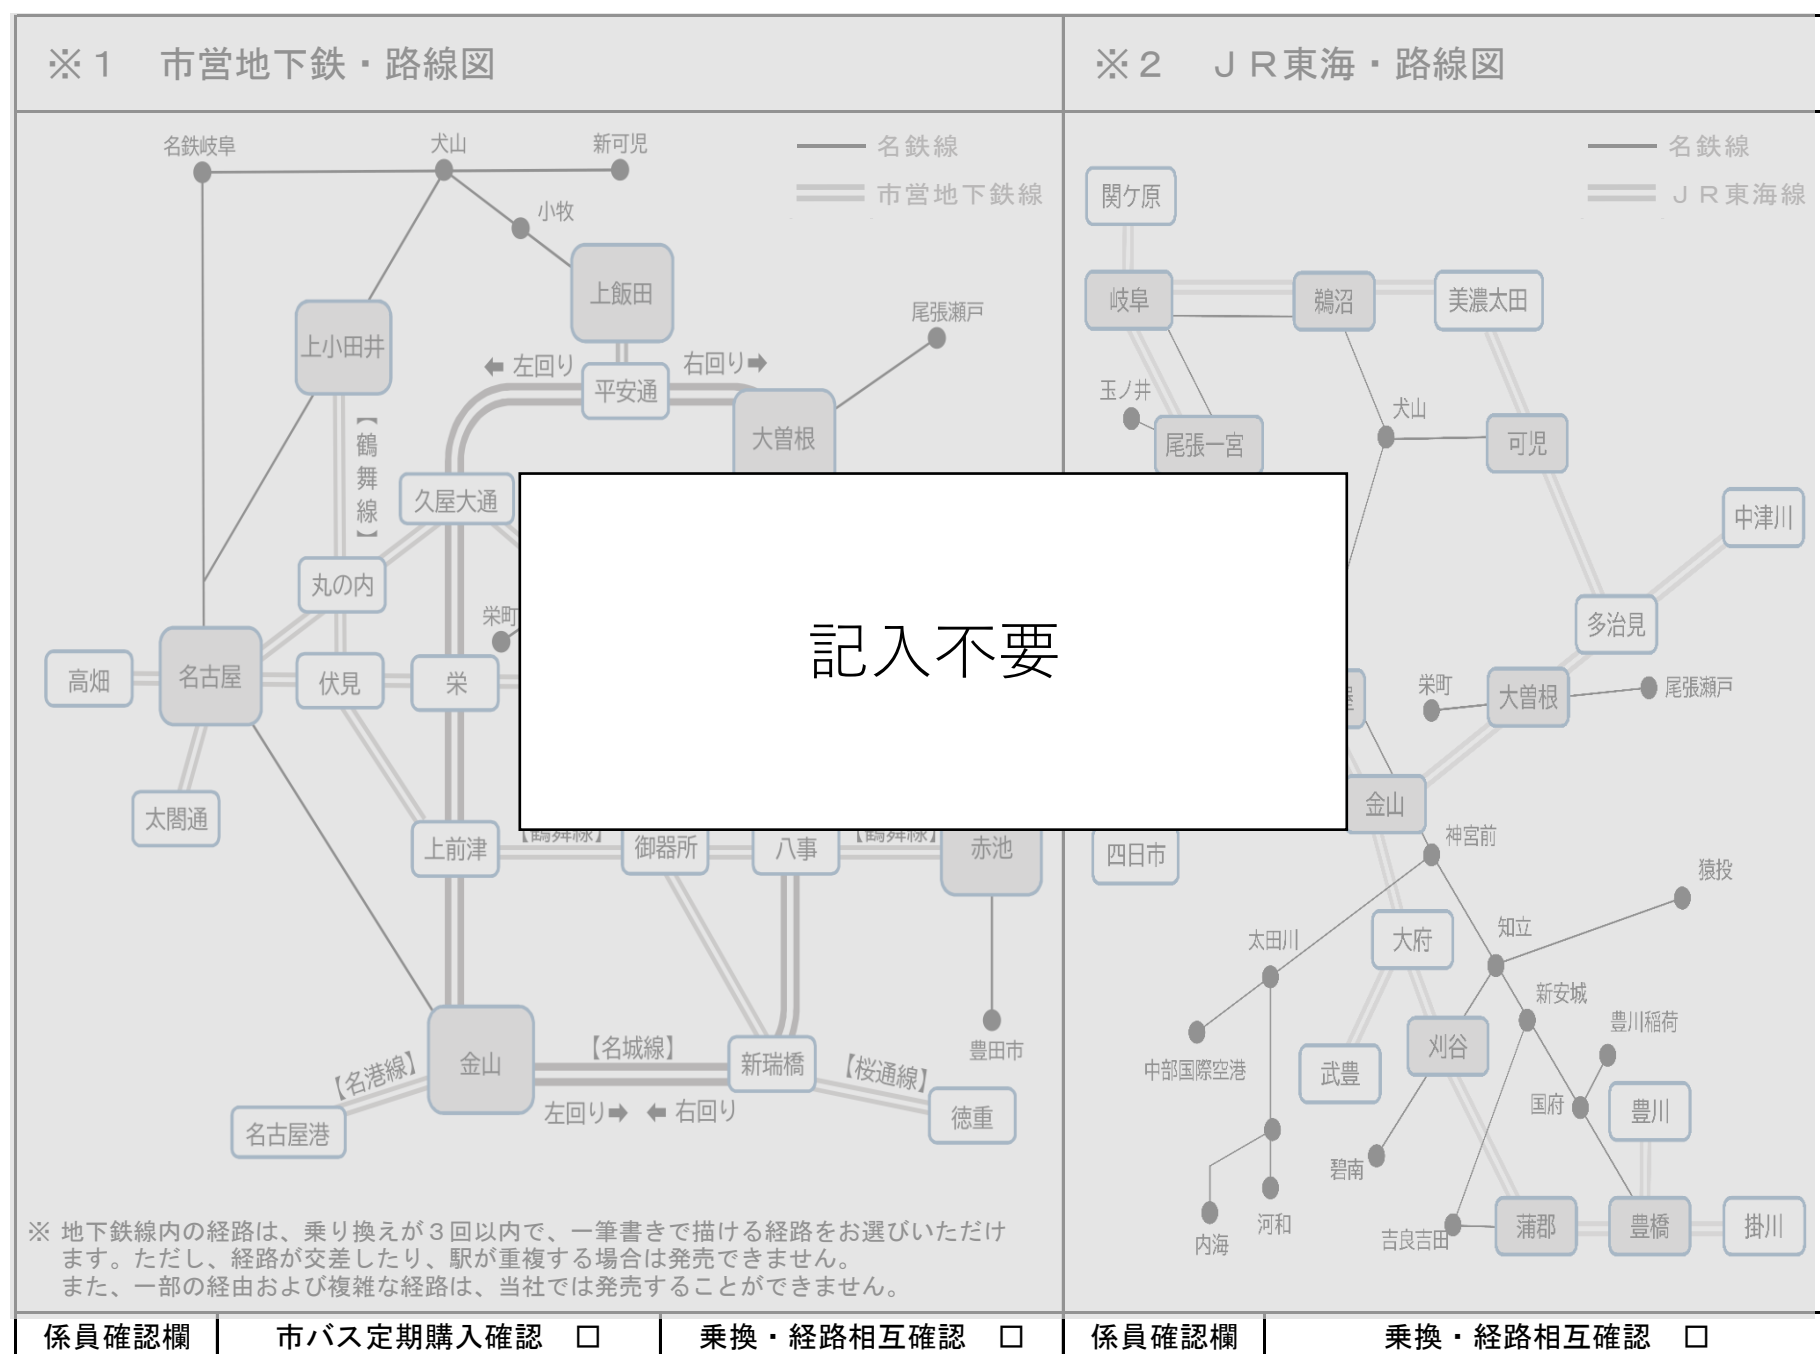 ※１　市営地下鉄・路線図
名鉄岐阜
犬山
新可児
名鉄線
市営地下鉄線
小牧
上飯田
尾張瀬戸
上小田井
左回り
右回り
平安通
大曽根
【鶴舞線】
久屋大通
丸の内
栄町
高畑
名古屋
伏見
栄
太閤通
上前津
【鶴舞線】
御器所
八事
【鶴舞線】
赤池
豊田市
金山
【名城線】
新瑞橋
【桜通線】
徳重
【名港線】
左回り
右回り
名古屋港
※ 地下鉄線内の経路は、乗り換えが３回以内で、一筆書きで描ける経路をお選びいただけ
ます。ただし、経路が交差したり、駅が重複する場合は発売できません。
また、一部の経由および複雑な経路は、当社では発売することができません。
記入不要
※２　ＪＲ東海・路線図
名鉄線
ＪＲ東海線
関ケ原
岐阜
鵜沼
美濃太田
玉ノ井
尾張一宮
犬山
可児
中津川
多治見
栄町
大曽根
尾張瀬戸
金山
神宮前
四日市
猿投
大府
知立
太田川
新安城
豊川稲荷
刈谷
中部国際空港
武豊
国府
豊川
碧南
河和
内海
吉良吉田
蒲郡
豊橋
掛川
係員確認欄
市バス定期購入確認　□
乗換・経路相互確認　□
係員確認欄
乗換・経路相互確認　□